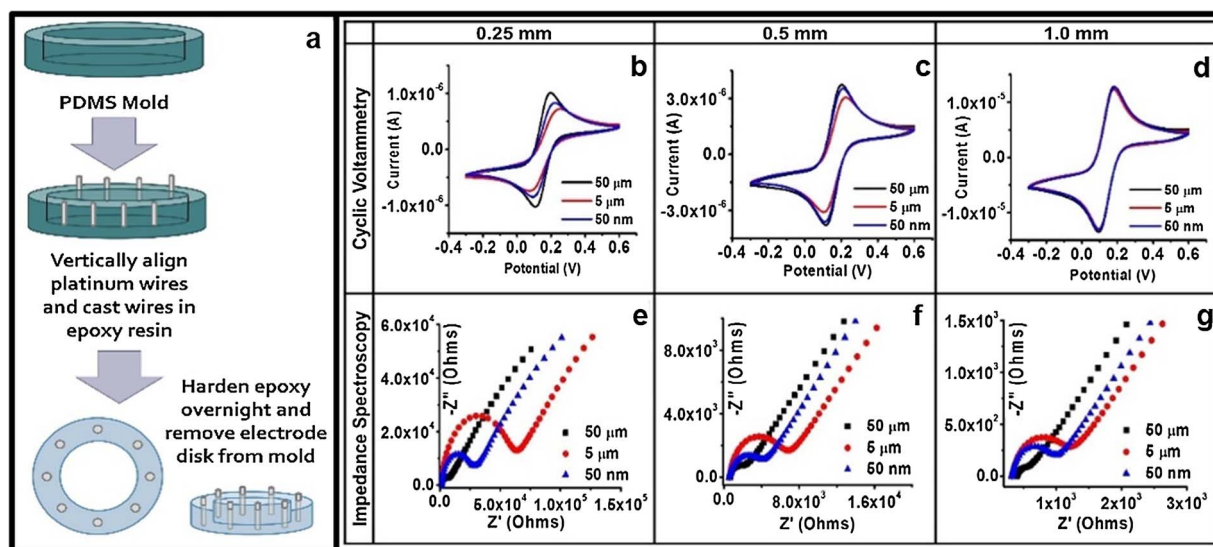 a
PDMS Mold
Vertically align
platinum wires
and cast wires in
epoxy resin
Harden epoxy
overnight and
remove electrode
disk from mold
0.25 mm
0.5 mm
1.0 mm
Cyclic Voltammetry
b
Current (A)
1.0x10⁻⁶
0.0
-1.0x10⁻⁶
50 µm
5 µm
50 nm
-0.4 -0.2 0.0 0.2 0.4 0.6
Potential (V)
c
Current (A)
3.0x10⁻⁶
0.0
-3.0x10⁻⁶
50 µm
5 µm
50 nm
-0.4 -0.2 0.0 0.2 0.4 0.6
Potential (V)
d
Current (A)
1.0x10⁻⁵
0.0
-1.0x10⁻⁵
50 µm
5 µm
50 nm
-0.4 -0.2 0.0 0.2 0.4 0.6
Potential (V)
Impedance Spectroscopy
e
-Z" (Ohms)
6.0x10⁴
4.0x10⁴
2.0x10⁴
0.0
50 µm
5 µm
50 nm
0.0 5.0x10⁴ 1.0x10⁵ 1.5x10⁵
Z' (Ohms)
f
-Z" (Ohms)
9.0x10³
6.0x10³
3.0x10³
0.0
50 µm
5 µm
50 nm
0.0 8.0x10³ 1.6x10⁴
Z' (Ohms)
g
-Z" (Ohms)
1.5x10³
1.0x10³
5.0x10²
0.0
50 µm
5 µm
50 nm
1x10³ 2x10³ 3x10³
Z' (Ohms)